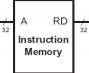 A RD
32 32
Instruction
Memory